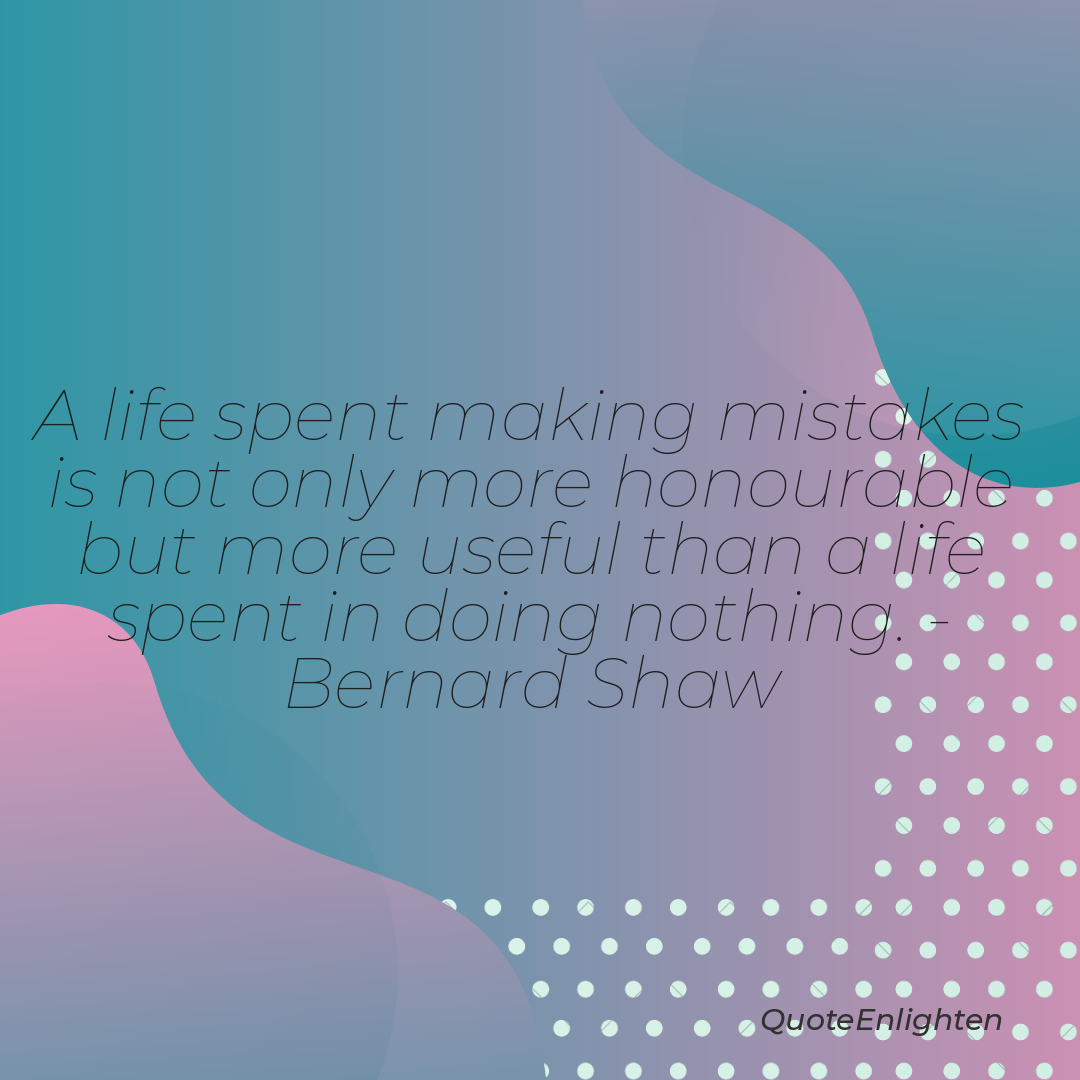 A life spent making mistakes
is not only more honourable
but more useful than a life
spent in doing nothing. –
Bernard Shaw
QuoteEnlighten